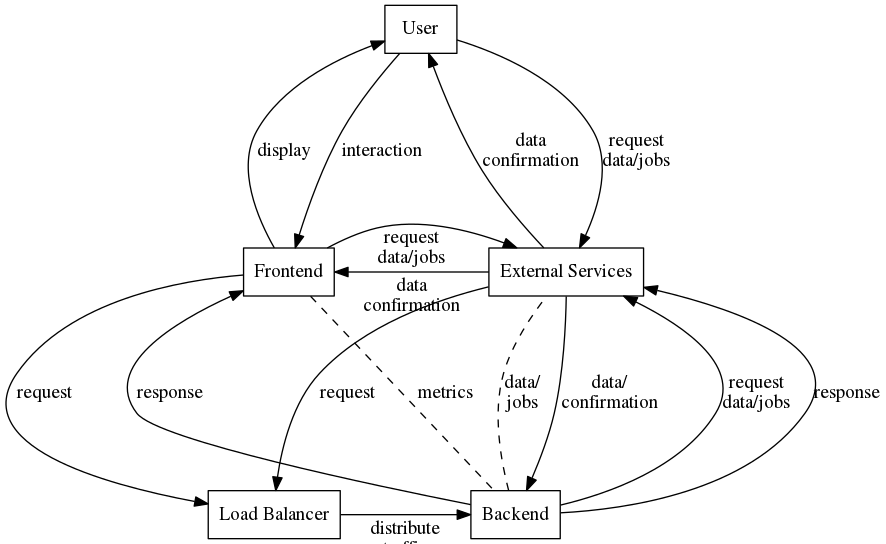 User
display
interaction
data
confirmation
request
data/jobs
request
data/jobs
Frontend
External Services
data
confirmation
request
response
request
metrics
data/
jobs
data/
confirmation
request
data/jobs
response
Load Balancer
Backend
distribute